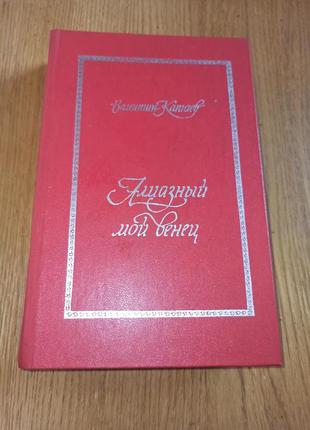 Валентин Катаев
Алмазный
мой венец